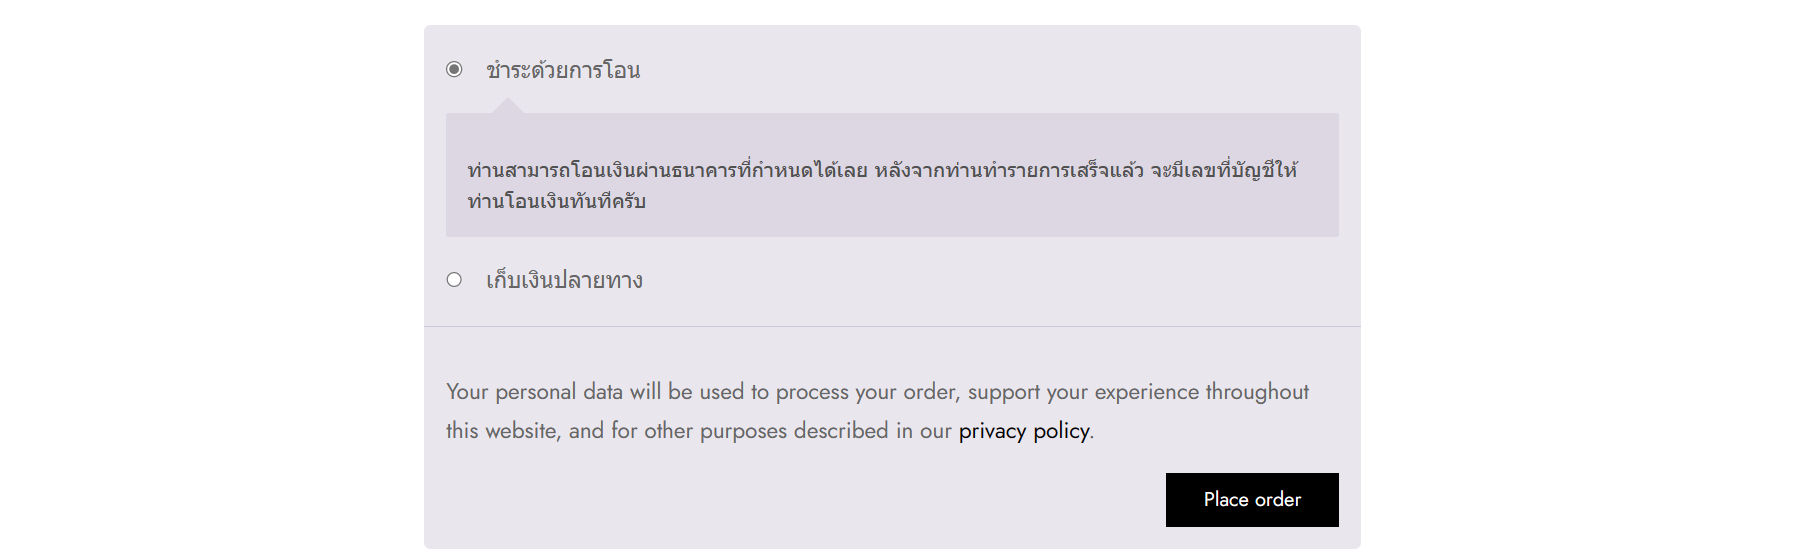 ชำระด้วยการโอน
ท่านสามารถโอนเงินผ่านธนาคารที่กำหนดได้เลย หลังจากท่านทำรายการเสร็จแล้ว จะมีเลขที่บัญชีให้
ท่านโอนเงินทันทีครับ
เก็บเงินปลายทาง
Your personal data will be used to process your order, support your experience throughout
this website, and for other purposes described in our privacy policy.
Place order